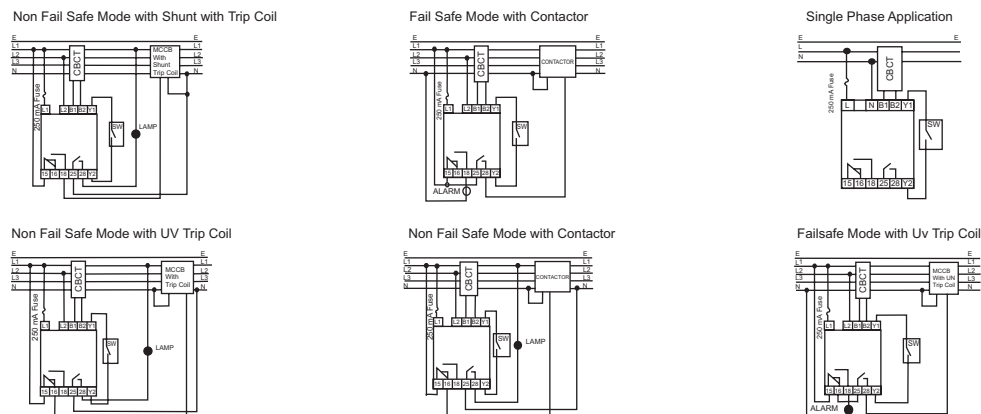 Non Fail Safe Mode with Shunt with Trip Coil
E E
L1 L1
L2 L2
L3 L3
N N
CBCT
MCCB
With
Shunt
Trip Coil
250 mA Fuse
L1 L2 B1 B2 Y1
SW
LAMP
15 16 18 25 28 Y2
Fail Safe Mode with Contactor
E E
L1 L1
L2 L2
L3 L3
N N
CBCT
CONTACTOR
250 mA Fuse
L1 L2 B1 B2 Y1
SW
15 16 18 25 28 Y2
ALARM
Single Phase Application
E E
L
N
CBCT
250 mA Fuse
L N B1 B2 Y1
SW
15 16 18 25 28 Y2
Non Fail Safe Mode with UV Trip Coil
E E
L1 L1
L2 L2
L3 L3
N N
CBCT
MCCB
With
Trip Coil
250 mA Fuse
L1 L2 B1 B2 Y1
SW
LAMP
15 16 18 25 28 Y2
Non Fail Safe Mode with Contactor
E E
L1 L1
L2 L2
L3 L3
N N
CBCT
CONTACTOR
250 mA Fuse
L1 L2 B1 B2 Y1
SW
LAMP
15 16 18 25 28 Y2
Failsafe Mode with Uv Trip Coil
E E
L1 L1
L2 L2
L3 L3
N N
CBCT
MCCB
With UN
Trip Coil
250 mA Fuse
L1 L2 B1 B2 Y1
SW
15 16 18 25 28 Y2
ALARM